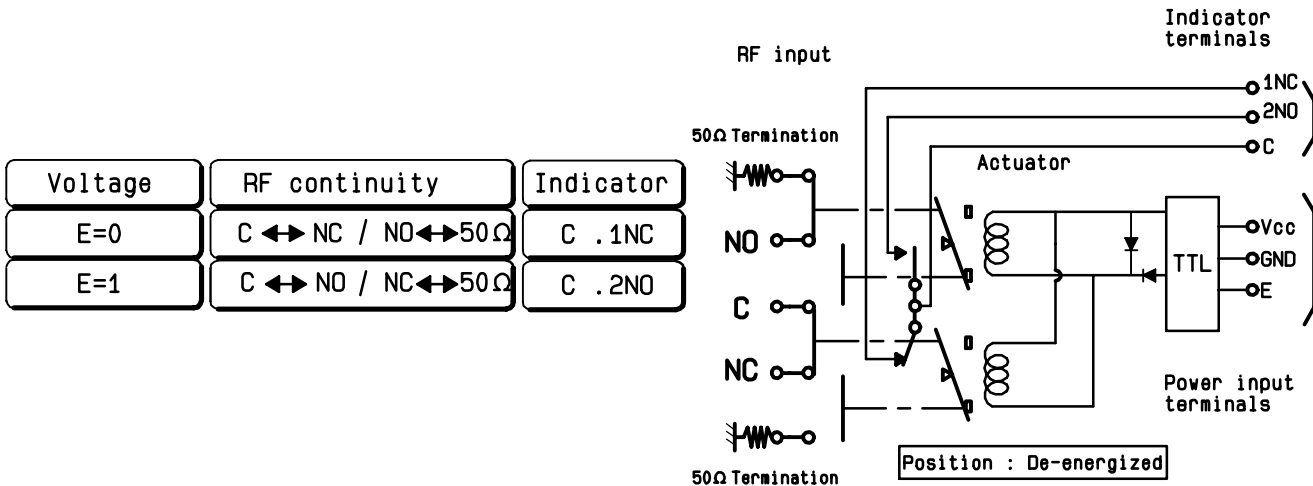 Voltage RF continuity Indicator
E=0 C ↔ NC / NO↔50Ω C .1NC
E=1 C ↔ NO / NC↔50Ω C .2NO
Indicator
terminals
RF input
1NC
2NO
C
50Ω Termination
Actuator
NO
Vcc
TTL GND
E
C
NC
Power input
terminals
Position : De-energized
50Ω Termination